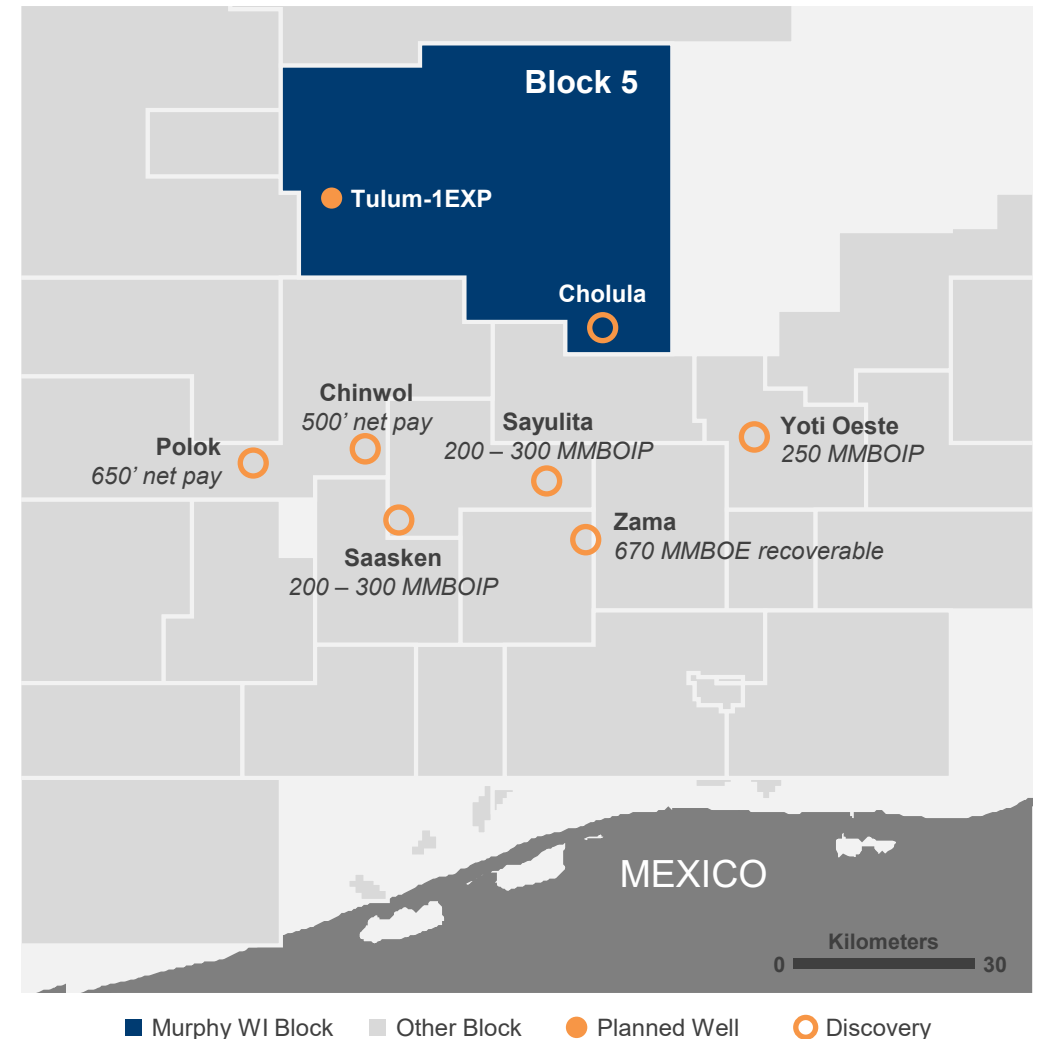 Block 5
Tulum-1EXP
Cholula
Chinwol
500’ net pay
Sayulita
200 – 300 MMBOIP
Yoti Oeste
250 MMBOIP
Polok
650’ net pay
Zama
670 MMBOE recoverable
Saasken
200 – 300 MMBOIP
MEXICO
Kilometers
0 30
Murphy WI Block Other Block Planned Well Discovery